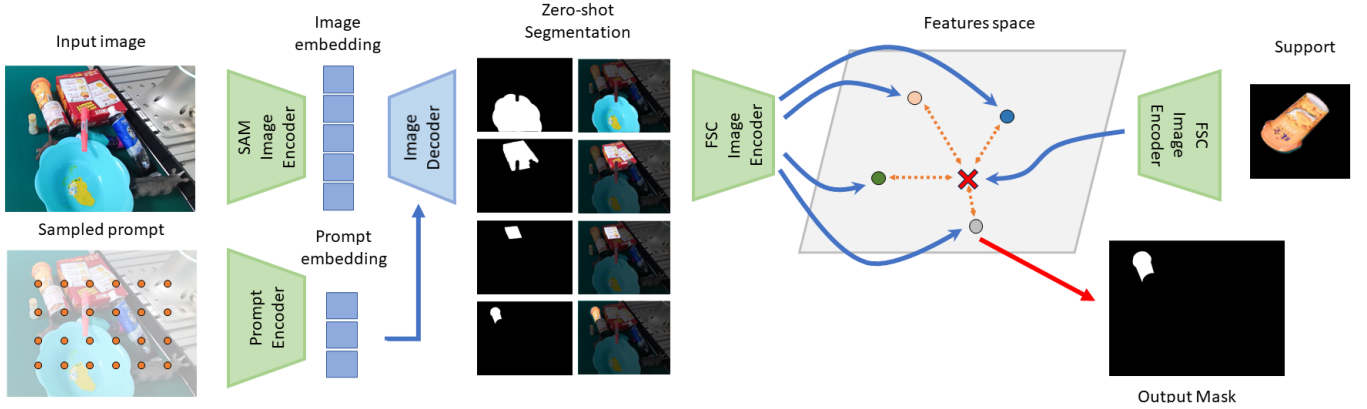 Input image
SAM
Image
Encoder
Image
embedding
Image
Decoder
Zero-shot
Segmentation
FSC
Image
Encoder
Features space
FSC
Image
Encoder
Support
Sampled prompt
Prompt
Encoder
Prompt
embedding
Output Mask